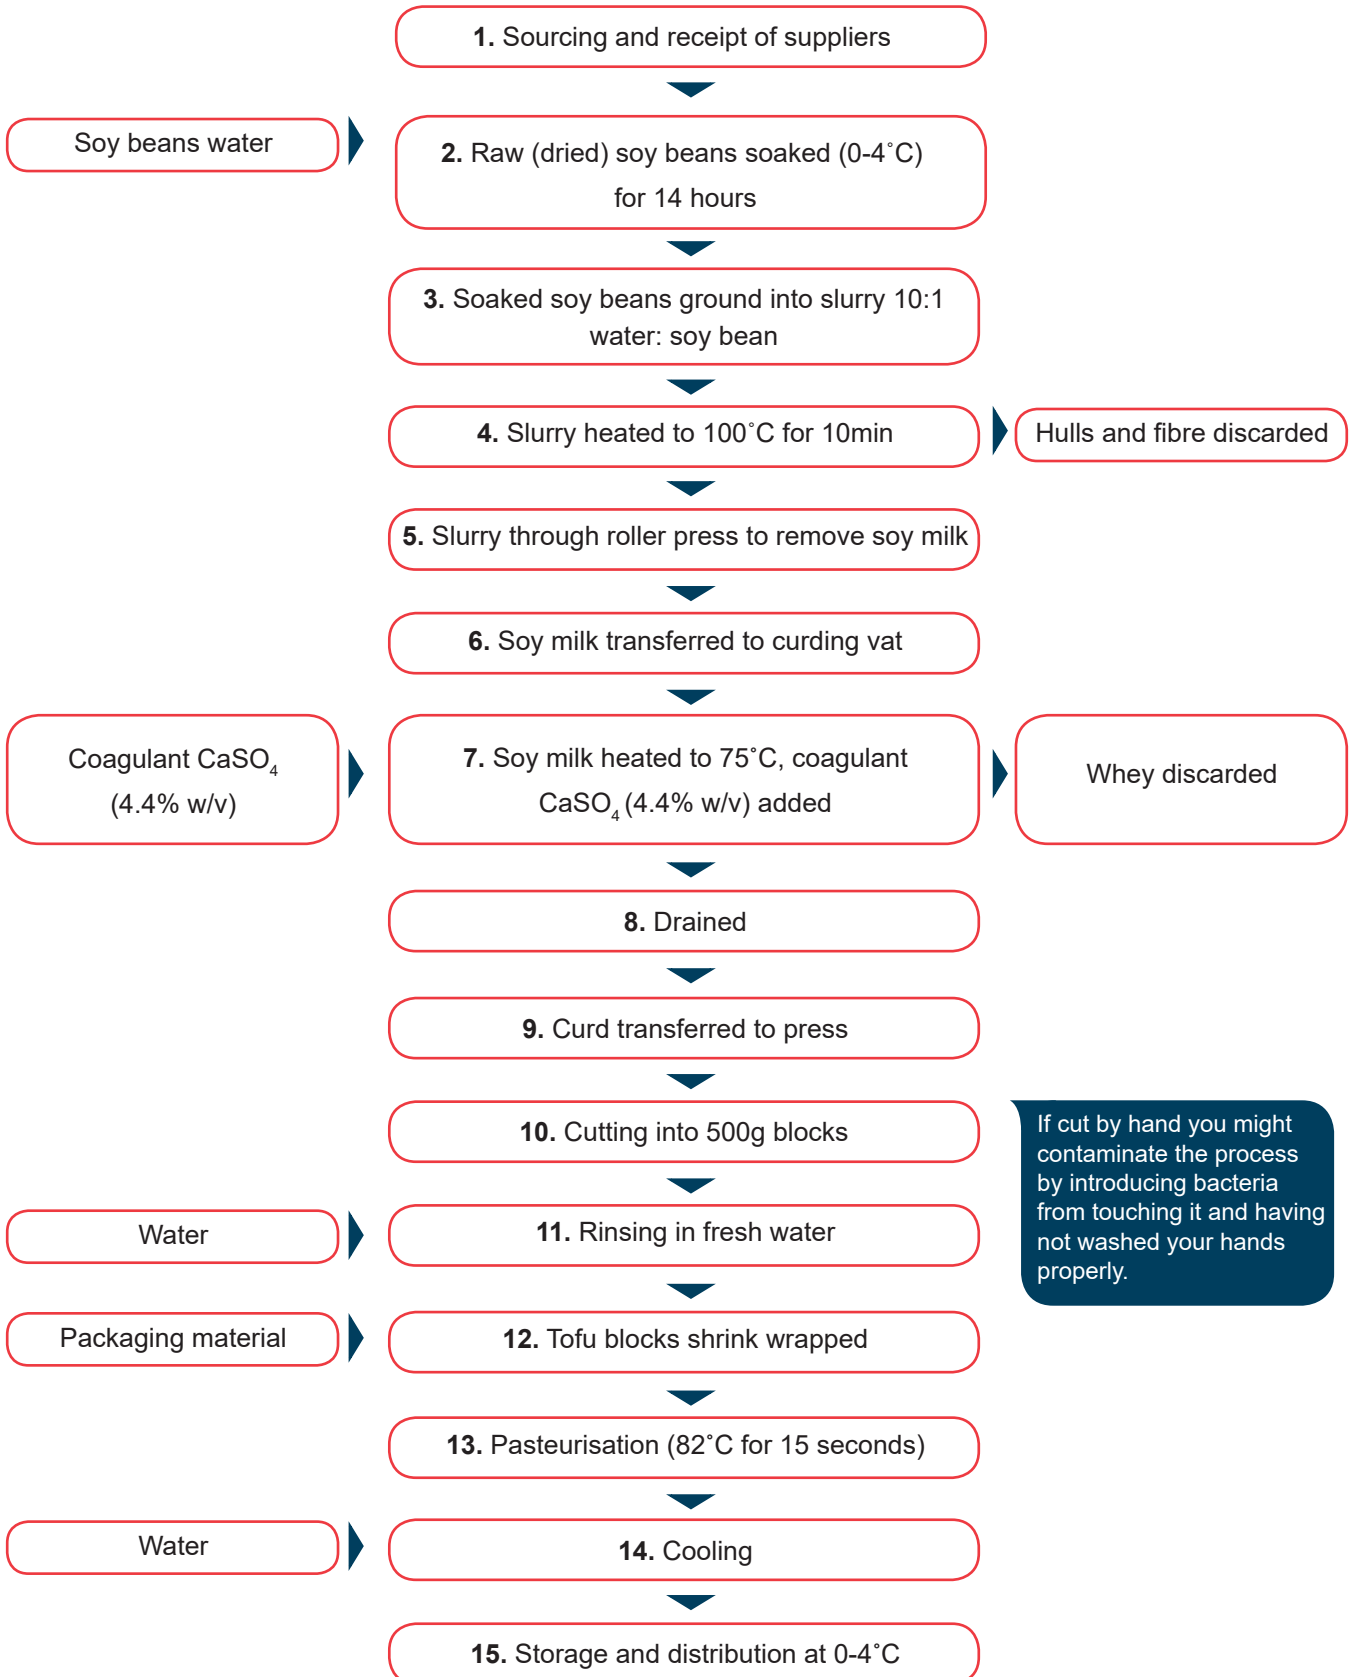 1. Sourcing and receipt of suppliers
Soy beans water
2. Raw (dried) soy beans soaked (0-4˚C)
for 14 hours
3. Soaked soy beans ground into slurry 10:1
water: soy bean
4. Slurry heated to 100˚C for 10min
Hulls and fibre discarded
5. Slurry through roller press to remove soy milk
6. Soy milk transferred to curding vat
Coagulant CaSO₄
(4.4% w/v)
7. Soy milk heated to 75˚C, coagulant
CaSO₄ (4.4% w/v) added
Whey discarded
8. Drained
9. Curd transferred to press
10. Cutting into 500g blocks
If cut by hand you might
contaminate the process
by introducing bacteria
from touching it and having
not washed your hands
properly.
Water
11. Rinsing in fresh water
Packaging material
12. Tofu blocks shrink wrapped
13. Pasteurisation (82˚C for 15 seconds)
Water
14. Cooling
15. Storage and distribution at 0-4˚C